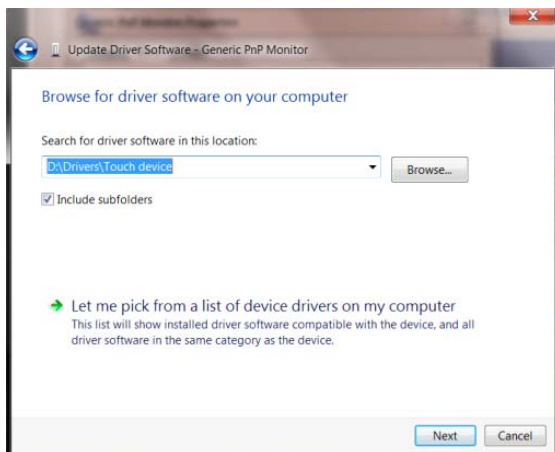 Update Driver Software - Generic PnP Monitor
Browse for driver software on your computer
Search for driver software in this location:
D:\Drivers\Touch device
Browse...
Include subfolders
Let me pick from a list of device drivers on my computer
This list will show installed driver software compatible with the device, and all
driver software in the same category as the device.
Next
Cancel